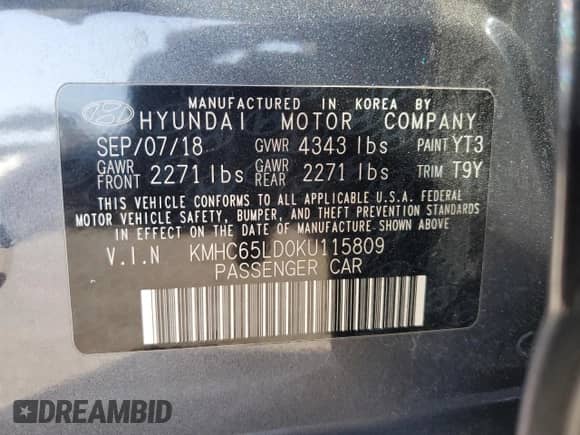 MANUFACTURED IN KOREA BY
HYUNDAI MOTOR COMPANY
SEP/07/18 GVWR 4343 lbs PAINT YT3
GAWR FRONT 2271 lbs GAWR REAR 2271 lbs TRIM T9Y
THIS VEHICLE CONFORMS TO ALL APPLICABLE U.S.A. FEDERAL
MOTOR VEHICLE SAFETY, BUMPER, AND THEFT PREVENTION STANDARDS
IN EFFECT ON THE DATE OF MANUFACTURE SHOWN ABOVE
V.I.N KMHC65LD0KU115809
PASSENGER CAR
DREAMBID